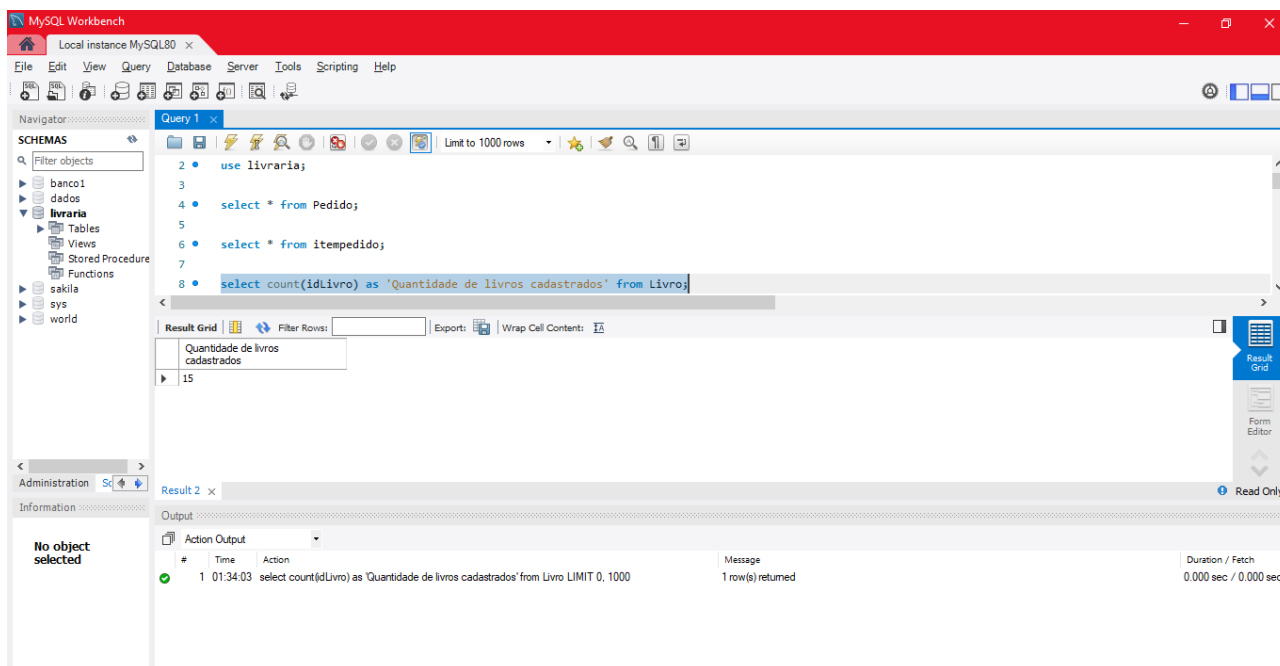 MySQL Workbench
Local instance MySQL80
File Edit View Query Database Server Tools Scripting Help
Navigator
Query 1
SCHEMAS
Limit to 1000 rows
Filter objects
banco1
dados
livraria
Tables
Views
Stored Procedure
Functions
sakila
sys
world
2 use livraria;
3
4 select * from Pedido;
5
6 select * from itempedido;
7
8 select count(idLivro) as 'Quantidade de livros cadastrados' from Livro;
Result Grid Filter Rows: Export: Wrap Cell Content:
Quantidade de livros
cadastrados
15
Result
Grid
Form
Editor
Administration Sc
Result 2
Read Only
Information
No object
selected
Output
Action Output
# Time Action Message Duration / Fetch
1 01:34:03 select count(idLivro) as 'Quantidade de livros cadastrados' from Livro LIMIT 0, 1000 1 row(s) returned 0.000 sec / 0.000 sec